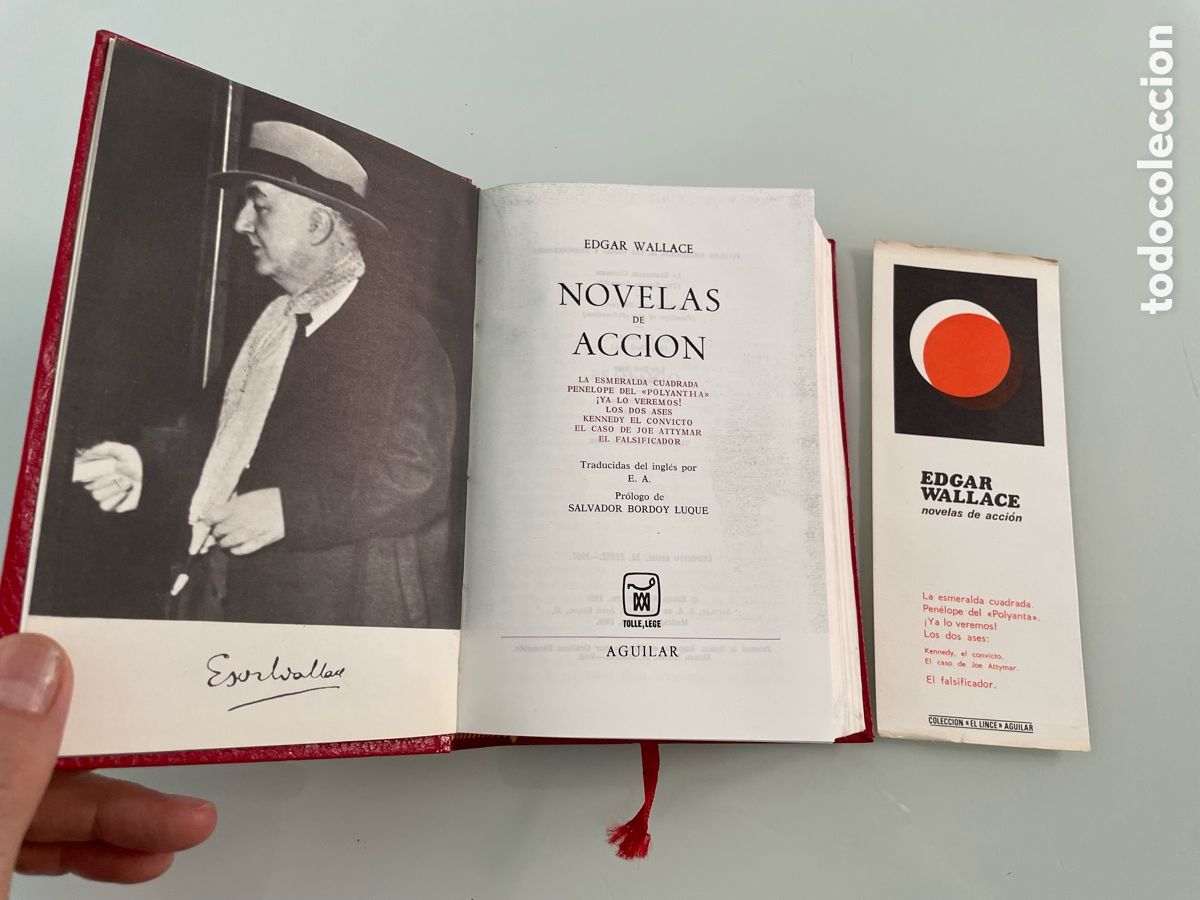 EDGAR WALLACE
NOVELAS
DE
ACCION
LA ESMERALDA CUADRADA
PENELOPE DEL «POLYANTHA»
¡YA LO VEREMOS!
LOS DOS ASES
KENNEDY EL CONVICTO
EL CASO DE JOE ATTYMAR
EL FALSIFICADOR
Traducidas del inglés por
E. A.
Prólogo de
SALVADOR BORDOY LUQUE
TOLLE, LEGE
AGUILAR
Edgar Wallace
EDGAR
WALLACE
novelas de acción
La esmeralda cuadrada.
Penélope del «Polyanta».
¡Ya lo veremos!
Los dos ases:
Kennedy, el convicto.
El caso de Joe Attymar.
El falsificador.
COLECCION «EL LINCE» AGUILAR
todocoleccion